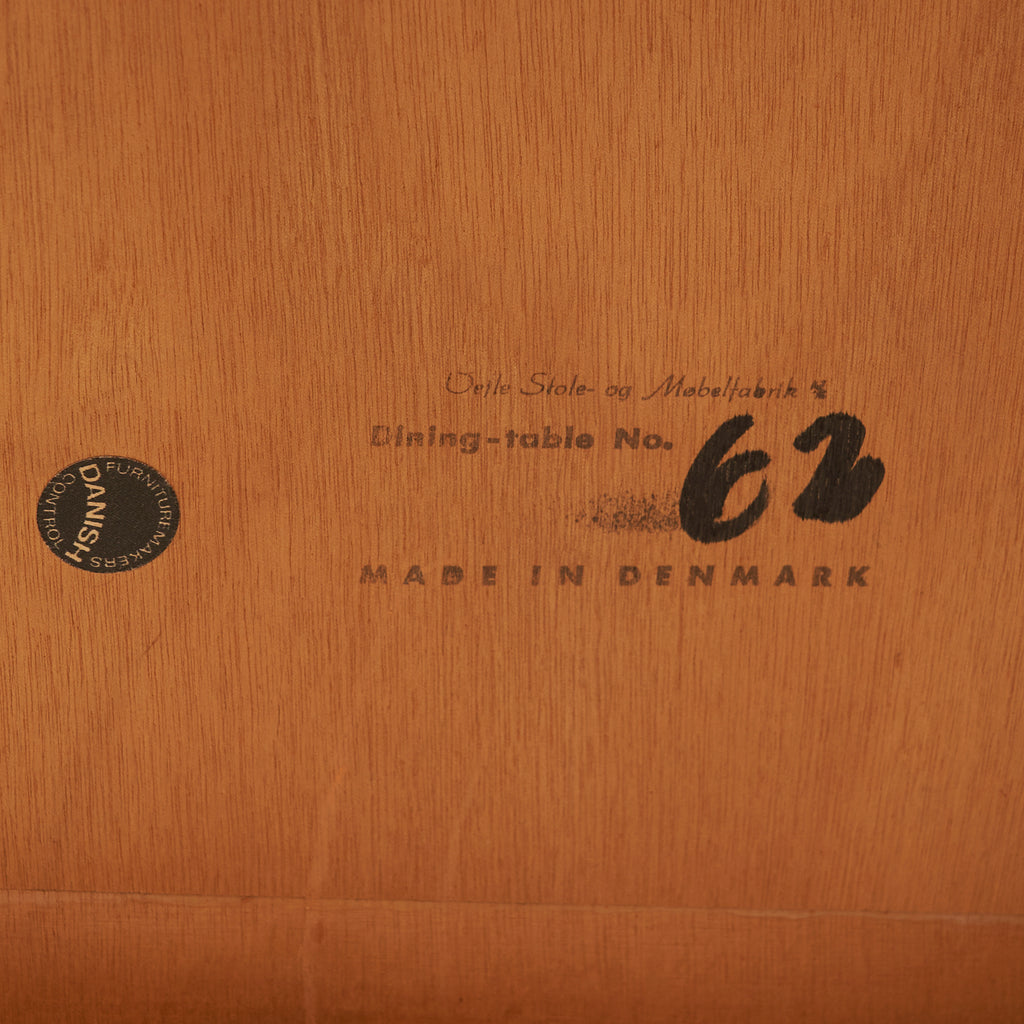 Vejle Stole- og Møbelfabrik A/S
Dining-table No. 62
MADE IN DENMARK
DANISH
FURNITUREMAKERS
CONTROL